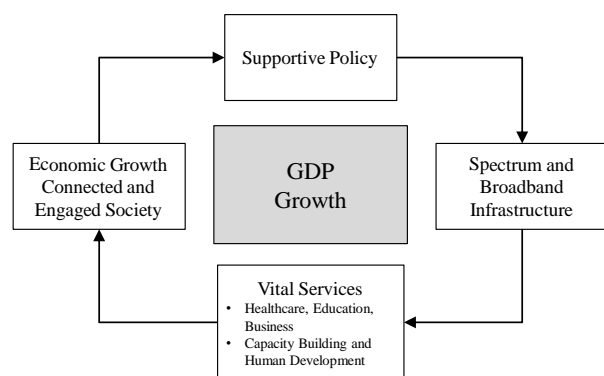 Supportive Policy
Economic Growth
Connected and
Engaged Society
GDP
Growth
Spectrum and
Broadband
Infrastructure
Vital Services
• Healthcare, Education,
Business
• Capacity Building and
Human Development